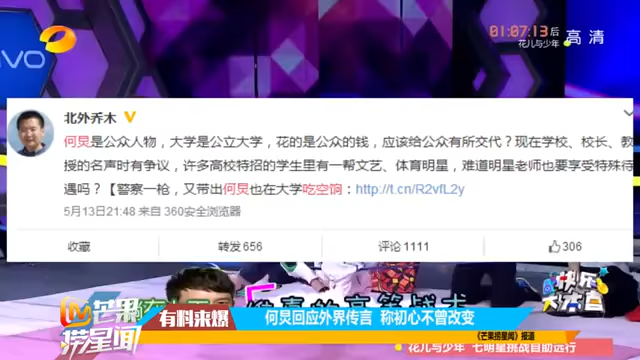 01:07:13后
花儿与少年 高清
vivo
北外乔木
何炅是公众人物，大学是公立大学，花的是公众的钱，应该给公众有所交代？现在学校、校长、教
授的名声时有争议，许多高校特招的学生里有一帮文艺、体育明星，难道明星老师也要享受特殊待
遇吗？【警察一枪，又带出何炅也在大学吃空饷：http://t.cn/R2vfL2y
5月13日21:48 来自 360安全浏览器
收藏 转发 656 评论 1111 306
快乐
大本营
芒果
捞星闻
有料来爆
何炅回应外界传言 称初心不曾改变
《芒果捞星闻》报道
花儿与少年 七明星挑战自助远行